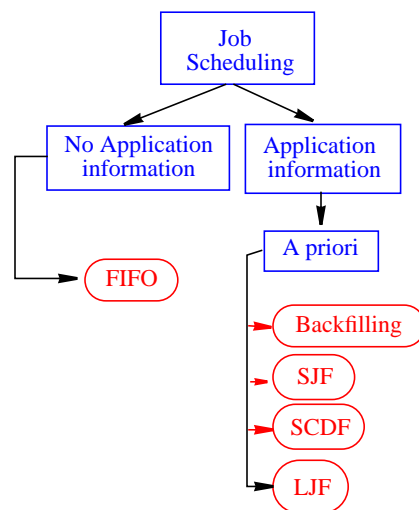 Job
Scheduling
No Application
information
Application
information
A priori
FIFO
Backfilling
SJF
SCDF
LJF